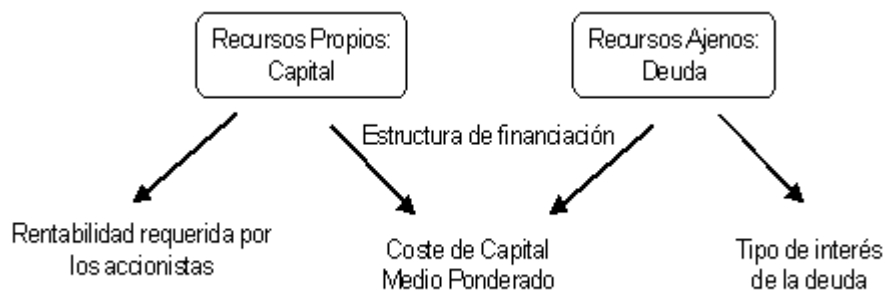 Recursos Propios:
Capital
Recursos Ajenos:
Deuda
Estructura de financiación
Rentabilidad requerida por
los accionistas
Coste de Capital
Medio Ponderado
Tipo de interés
de la deuda